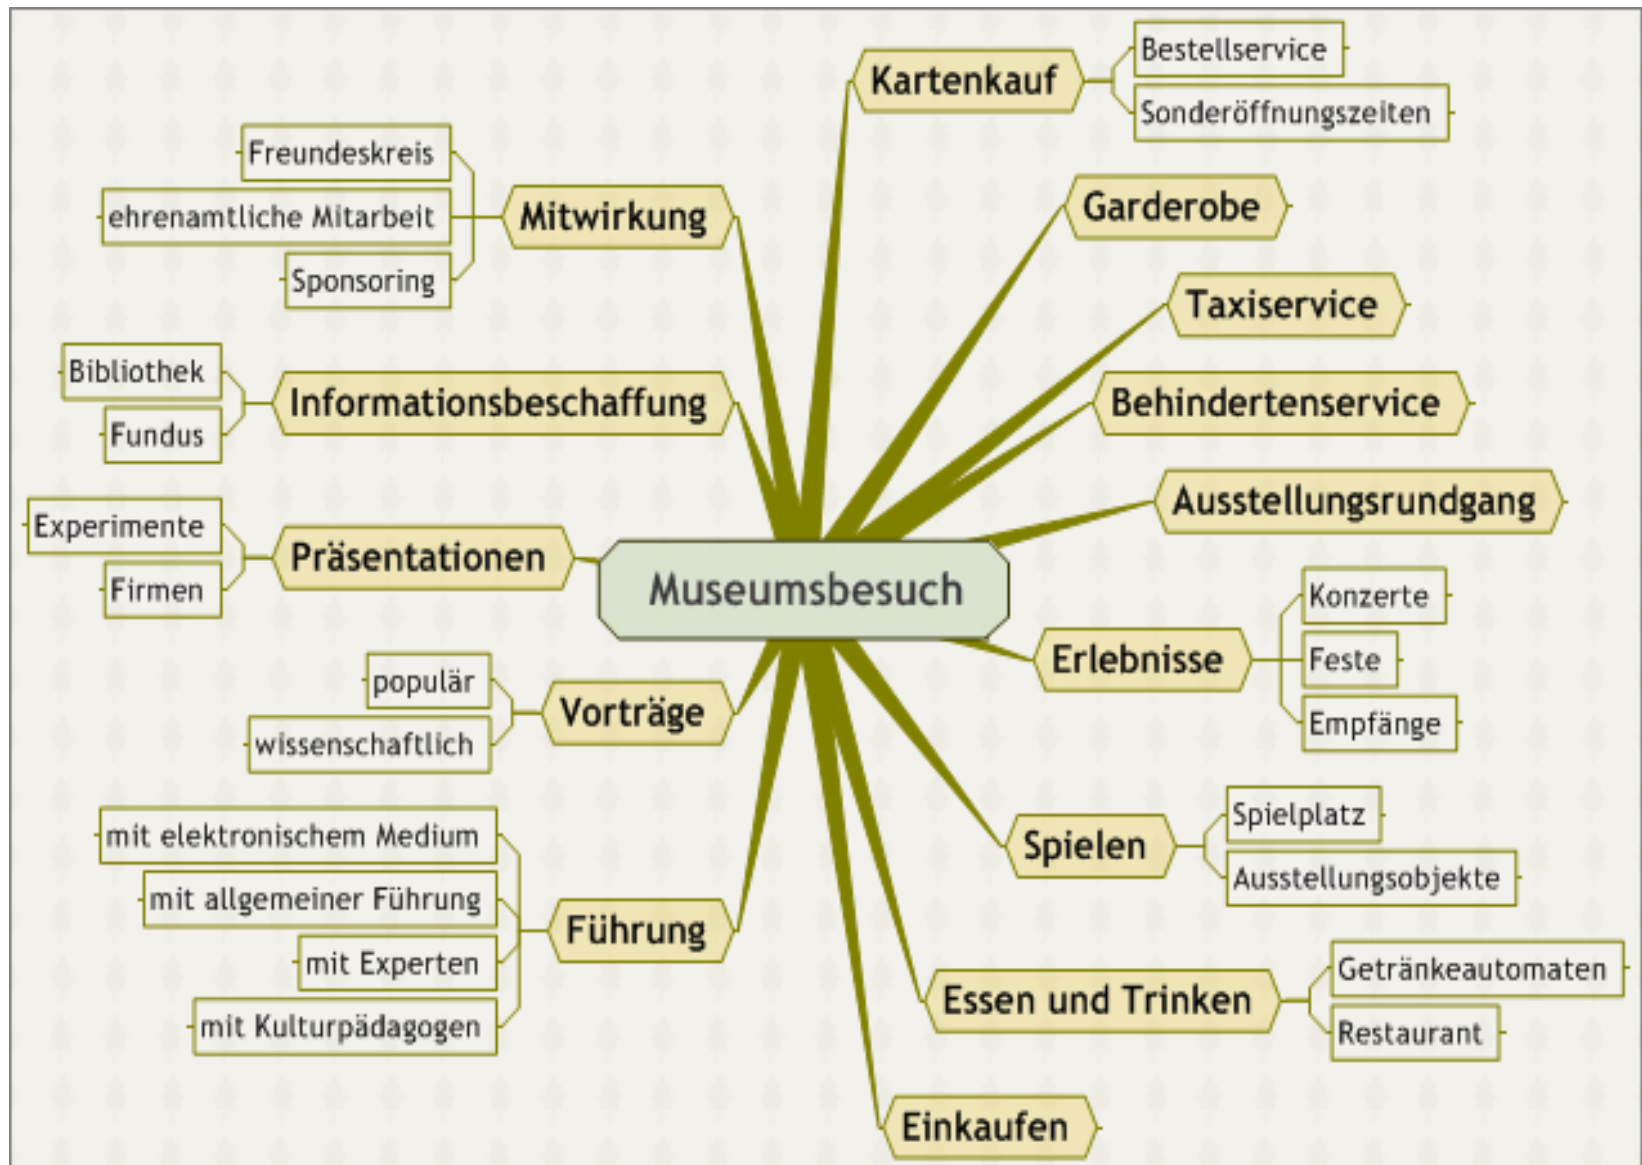 Museumsbesuch
Kartenkauf
Bestellservice
Sonderöffnungszeiten
Garderobe
Taxiservice
Behindertenservice
Ausstellungsrundgang
Erlebnisse
Konzerte
Feste
Empfänge
Spielen
Spielplatz
Ausstellungsobjekte
Essen und Trinken
Getränkeautomaten
Restaurant
Einkaufen
Führung
mit elektronischem Medium
mit allgemeiner Führung
mit Experten
mit Kulturpädagogen
Vorträge
populär
wissenschaftlich
Präsentationen
Experimente
Firmen
Informationsbeschaffung
Bibliothek
Fundus
Mitwirkung
Freundeskreis
ehrenamtliche Mitarbeit
Sponsoring